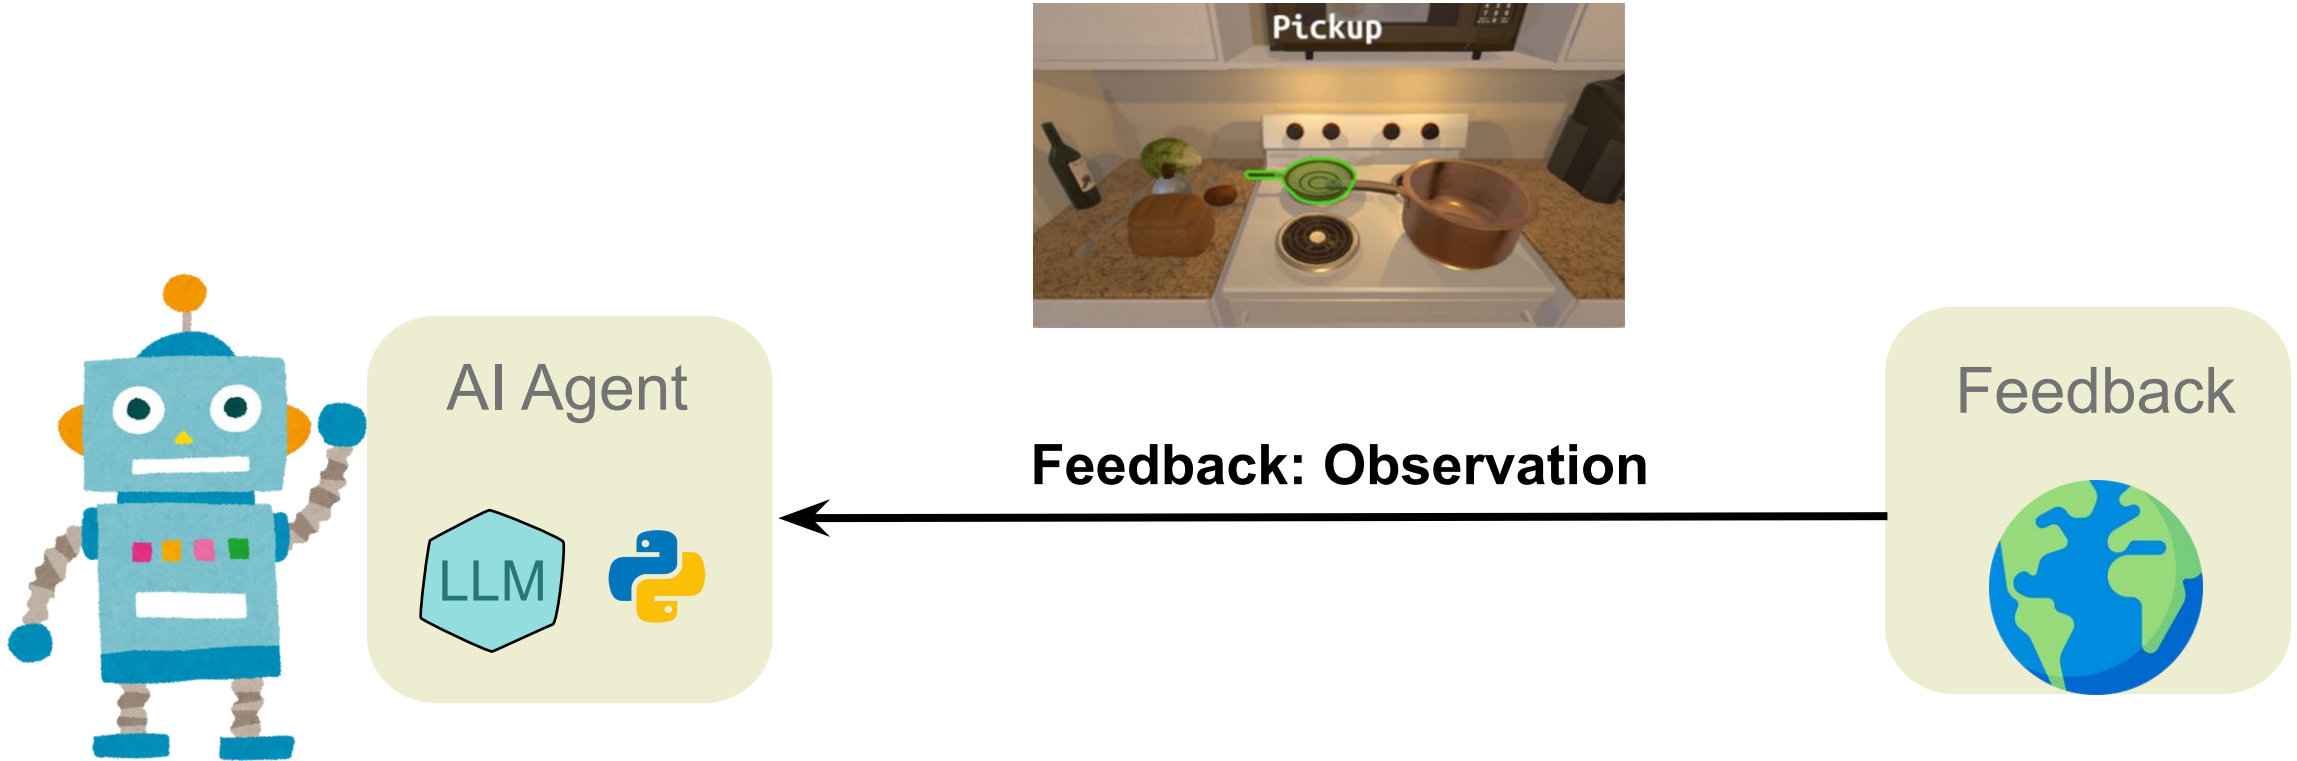 Pickup
AI Agent
Feedback
Feedback: Observation
LLM